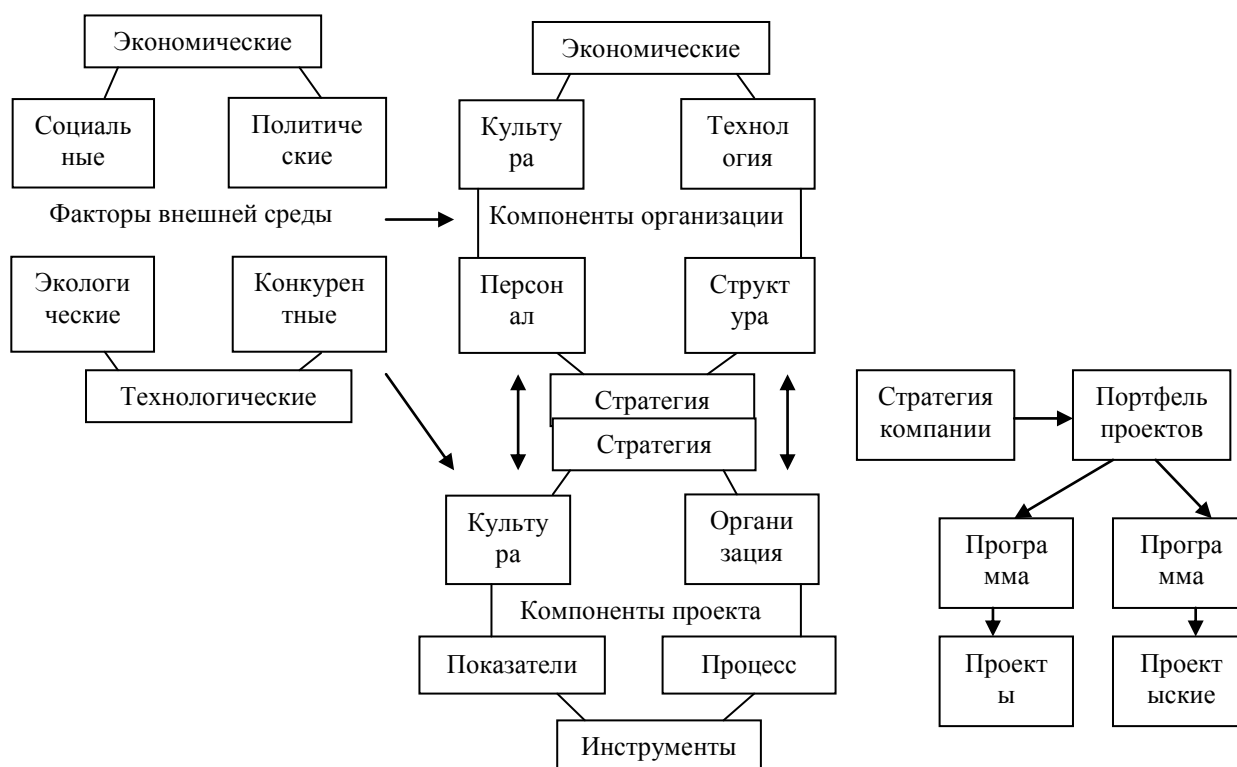 Экономические
Социаль
ные
Политиче
ские
Факторы внешней среды
Экологи
ческие
Конкурен
тные
Технологические
Экономические
Культу
ра
Технол
огия
Компоненты организации
Персон
ал
Структ
ура
Стратегия
Стратегия
Культу
ра
Органи
зация
Компоненты проекта
Показатели
Процесс
Инструменты
Стратегия
компании
Портфель
проектов
Програ
мма
Програ
мма
Проект
ы
Проект
ыские